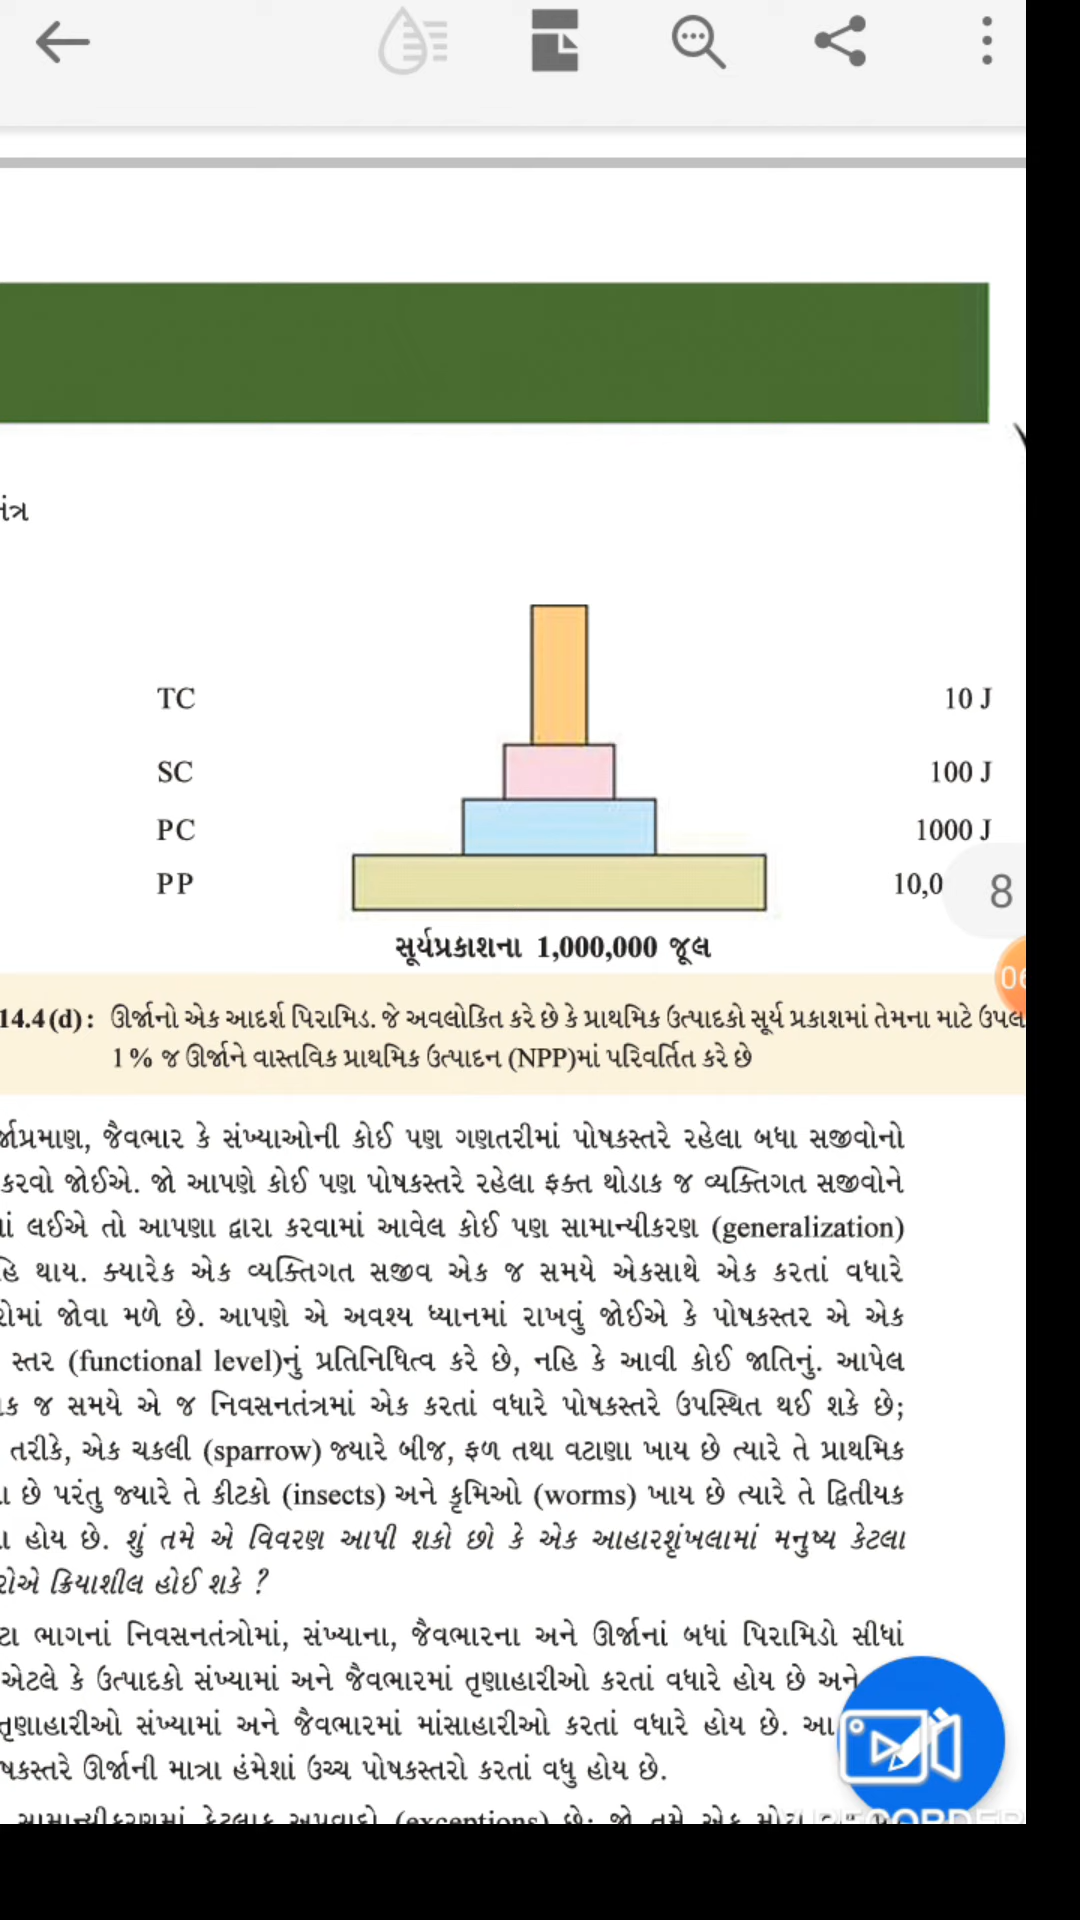 તંત્ર
TC 10 J
SC 100 J
PC 1000 J
PP 10,0
8
સૂર્યપ્રકાશના 1,000,000 જૂલ
06
14.4 (d) : ઊર્જાનો એક આદર્શ પિરામિડ. જે અવલોકિત કરે છે કે પ્રાથમિક ઉત્પાદકો સૂર્ય પ્રકાશમાં તેમના માટે ઉપલ
1 % જ ઊર્જાને વાસ્તવિક પ્રાથમિક ઉત્પાદન (NPP)માં પરિવર્તિત કરે છે
ર્જાપ્રમાણ, જૈવભાર કે સંખ્યાઓની કોઈ પણ ગણતરીમાં પોષકસ્તરે રહેલા બધા સજીવોનો
કરવો જોઈએ. જો આપણે કોઈ પણ પોષકસ્તરે રહેલા ફક્ત થોડાક જ વ્યક્તિગત સજીવોને
માં લઈએ તો આપણા દ્વારા કરવામાં આવેલ કોઈ પણ સામાન્યીકરણ (generalization)
હિ થાય. ક્યારેક એક વ્યક્તિગત સજીવ એક જ સમયે એકસાથે એક કરતાં વધારે
રોમાં જોવા મળે છે. આપણે એ અવશ્ય ધ્યાનમાં રાખવું જોઈએ કે પોષકસ્તર એ એક
સ્તર (functional level)નું પ્રતિનિધિત્વ કરે છે, નહિ કે આવી કોઈ જાતિનું. આપેલ
ક જ સમયે એ જ નિવસનતંત્રમાં એક કરતાં વધારે પોષકસ્તરે ઉપસ્થિત થઈ શકે છે;
તરીકે, એક ચકલી (sparrow) જ્યારે બીજ, ફળ તથા વટાણા ખાય છે ત્યારે તે પ્રાથમિક
ા છે પરંતુ જ્યારે તે કીટકો (insects) અને કૃમિઓ (worms) ખાય છે ત્યારે તે દ્વિતીયક
ા હોય છે. શું તમે એ વિવરણ આપી શકો છો કે એક આહારશૃંખલામાં મનુષ્ય કેટલા
રોએ ક્રિયાશીલ હોઈ શકે ?
ટા ભાગનાં નિવસનતંત્રોમાં, સંખ્યાના, જૈવભારના અને ઊર્જાનાં બધાં પિરામિડો સીધાં
એટલે કે ઉત્પાદકો સંખ્યામાં અને જૈવભારમાં તૃણાહારીઓ કરતાં વધારે હોય છે અને
તૃણાહારીઓ સંખ્યામાં અને જૈવભારમાં માંસાહારીઓ કરતાં વધારે હોય છે. આ
ષકસ્તરે ઊર્જાની માત્રા હંમેશાં ઉચ્ચ પોષકસ્તરો કરતાં વધુ હોય છે.
સામાન્યીકરણમાં કેટલાક અપવાદો (exceptions) છે; જો તમે એક મોટા